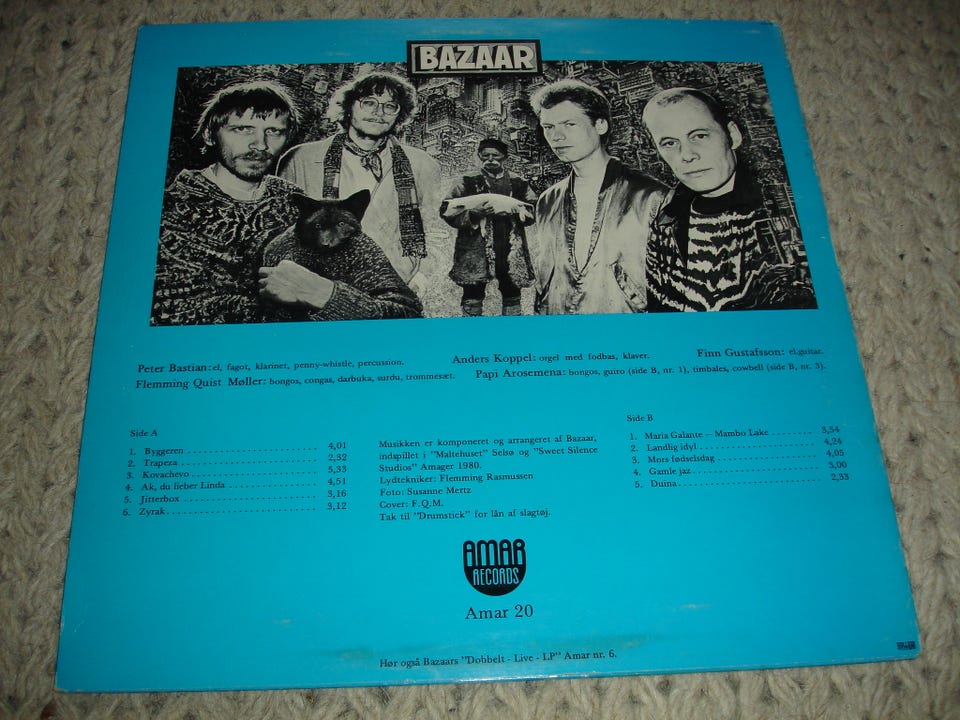 BAZAAR
Peter Bastian: el, fagot, klarinet, penny-whistle, percussion.
Anders Koppel: orgel med fodbas, klaver.
Finn Gustafsson: el.guitar.
Flemming Quist Møller: bongos, congas, darbuka, surdu, trommesæt.
Papi Arosemena: bongos, guiro (side B, nr. 1), timbales, cowbell (side B, nr. 3).
Side A
1. Byggeren 4,01
2. Trapeza 2,32
3. Kovachevo 5,33
4. Ak, du lieber Linda 4,51
5. Jitterbox 3,16
6. Zyrak 3,12
Musikken er komponeret og arrangeret af Bazaar,
indspillet i "Maltehuset" Selsø og "Sweet Silence
Studios" Amager 1980.
Lydtekniker: Flemming Rasmussen
Foto: Susanne Mertz
Cover: F.Q.M.
Tak til "Drumstick" for lån af slagtøj.
Side B
1. Maria Galante – Mambo Lake 3,54
2. Landlig idyl 4,24
3. Mors fødselsdag 4,05
4. Gamle jaz 3,00
5. Duina 2,33
AMAR
RECORDS
Amar 20
Hør også Bazaars "Dobbelt - Live - LP" Amar nr. 6.